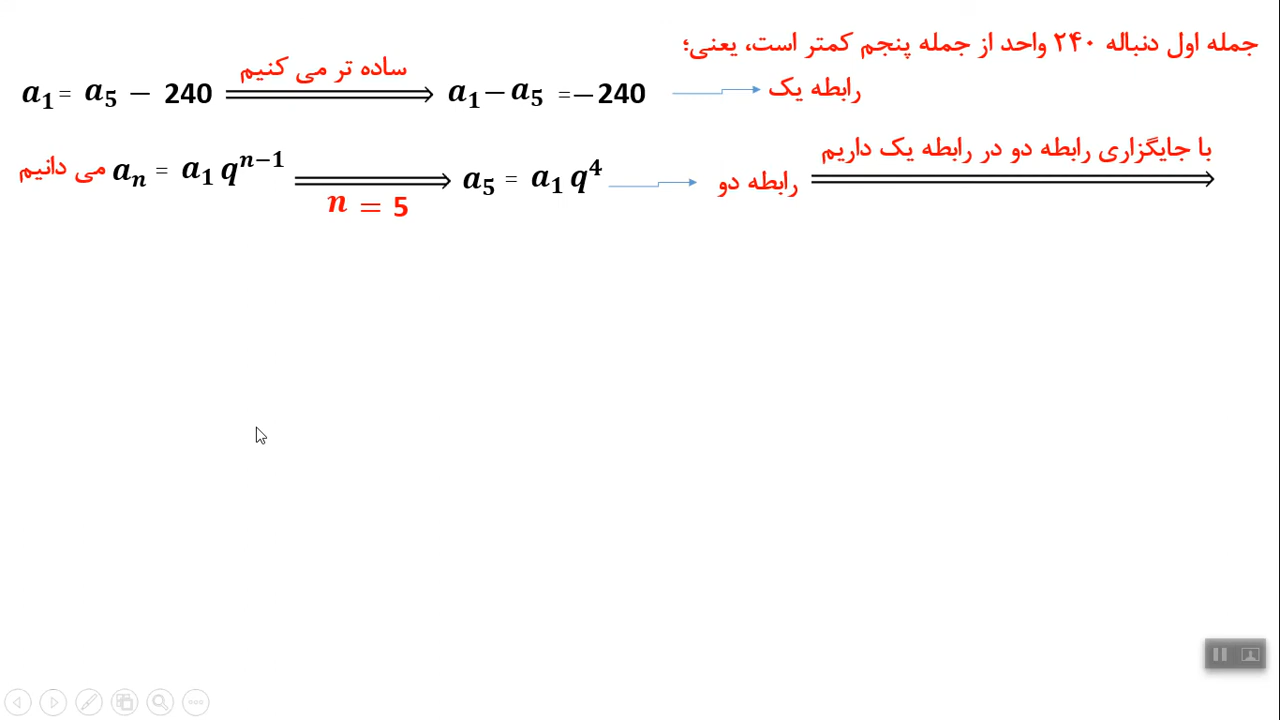 جمله اول دنباله ۲۴۰ واحد از جمله پنجم کمتر است، یعنی؛
a₁ = a₅ − 240 ساده تر می کنیم a₁ − a₅ = −240 رابطه یک
می دانیم aₙ = a₁ qⁿ⁻¹ n = 5 a₅ = a₁ q⁴ رابطه دو با جایگزاری رابطه دو در رابطه یک داریم